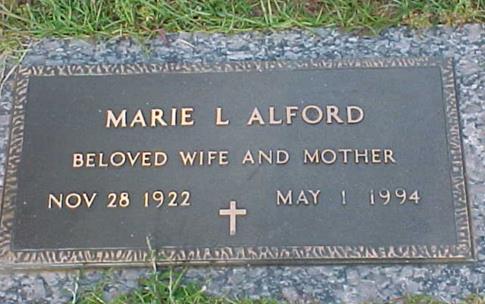 MARIE L ALFORD
BELOVED WIFE AND MOTHER
NOV 28 1922 MAY 1 1994